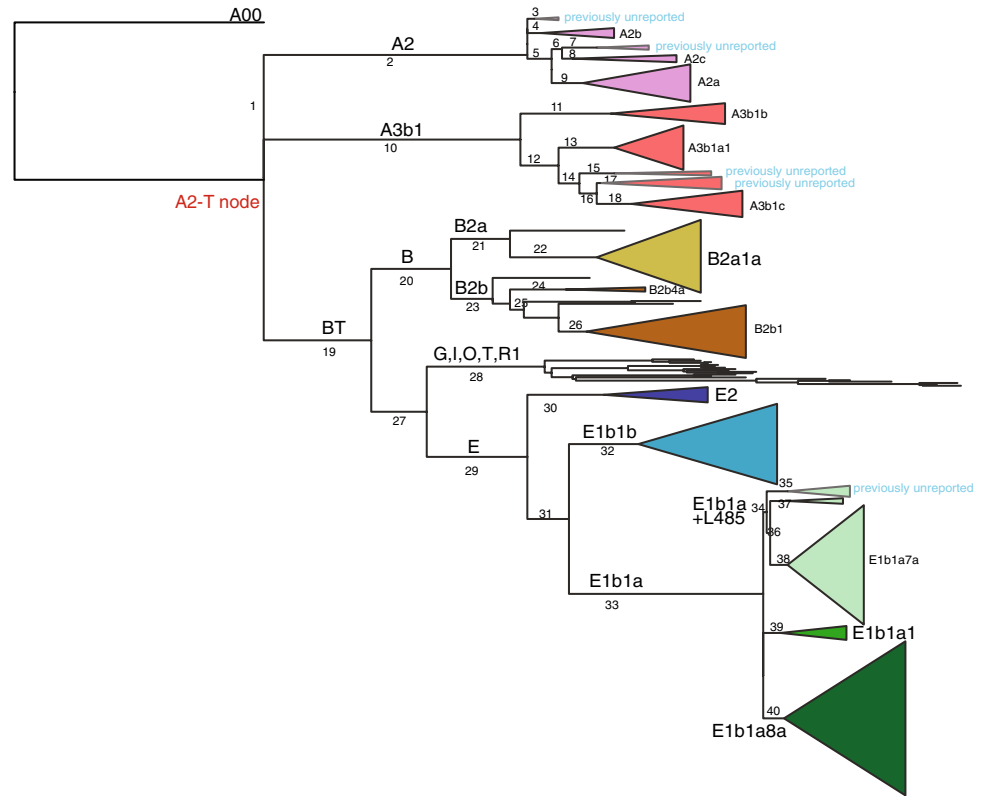 A00
3
previously unreported
4
A2b
A2
6
7
previously unreported
2
5
8
A2c
9
A2a
1
11
A3b1b
A3b1
10
13
A3b1a1
12
15
previously unreported
14
17
previously unreported
A2-T node
16
18
A3b1c
B2a
21
22
B2a1a
B
20
B2b
24
B2b4a
23
25
BT
19
26
B2b1
G,I,O,T,R1
28
30
E2
27
E
29
E1b1b
32
35
previously unreported
E1b1a
+L485
34
37
31
36
38
E1b1a7a
E1b1a
33
39
E1b1a1
40
E1b1a8a